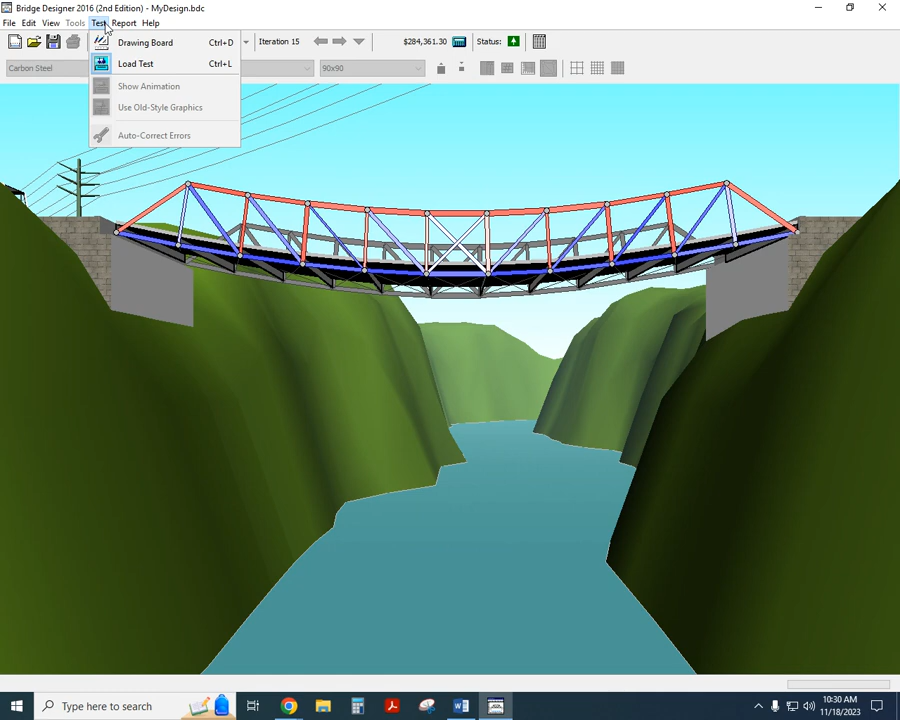 Bridge Designer 2016 (2nd Edition) - MyDesign.bdc
File Edit View Tools Test Report Help
Iteration 15 $284,361.30 Status:
Carbon Steel 90x90
Drawing Board Ctrl+D
Load Test Ctrl+L
Show Animation
Use Old-Style Graphics
Auto-Correct Errors
Type here to search
10:30 AM
11/18/2023